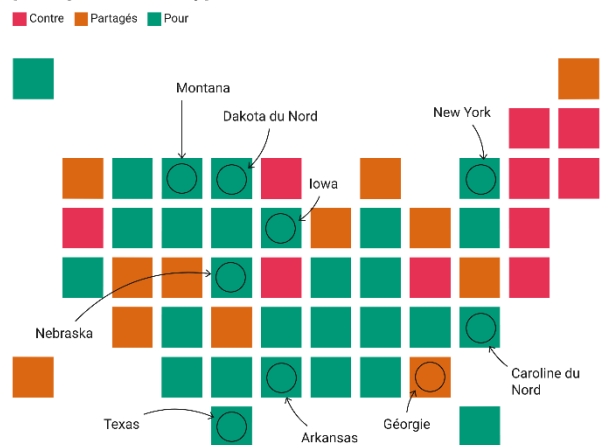 Contre Partagés Pour
Montana
Dakota du Nord
New York
Iowa
Nebraska
Caroline du
Nord
Texas
Arkansas
Géorgie